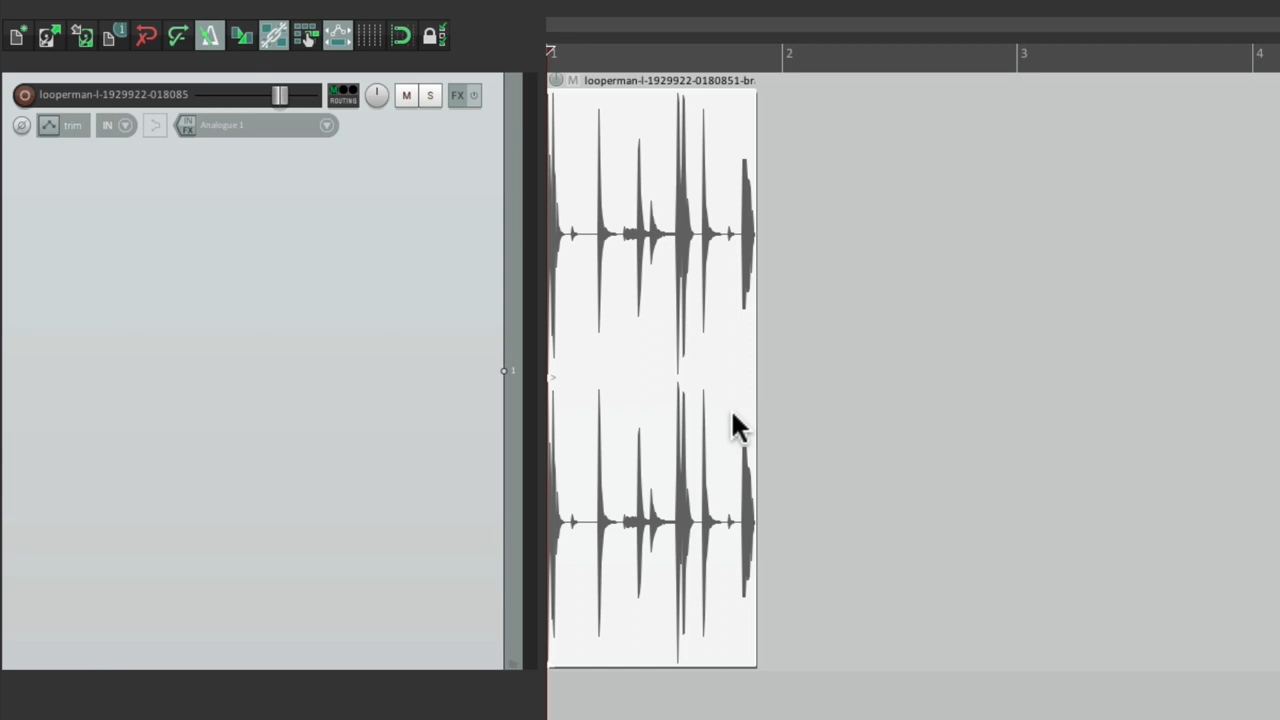 1 2 3 4
M looperman-l-1929922-0180851-br
looperman-l-1929922-018085 ROUTING M S FX
trim IN IN FX Analogue 1
1